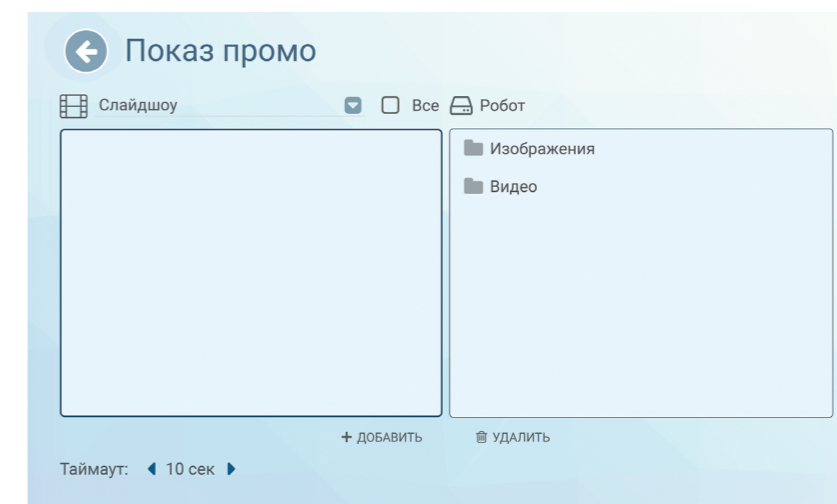 Показ промо
Слайдшоу Все Робот
Изображения
Видео
+ ДОБАВИТЬ УДАЛИТЬ
Таймаут: 10 сек